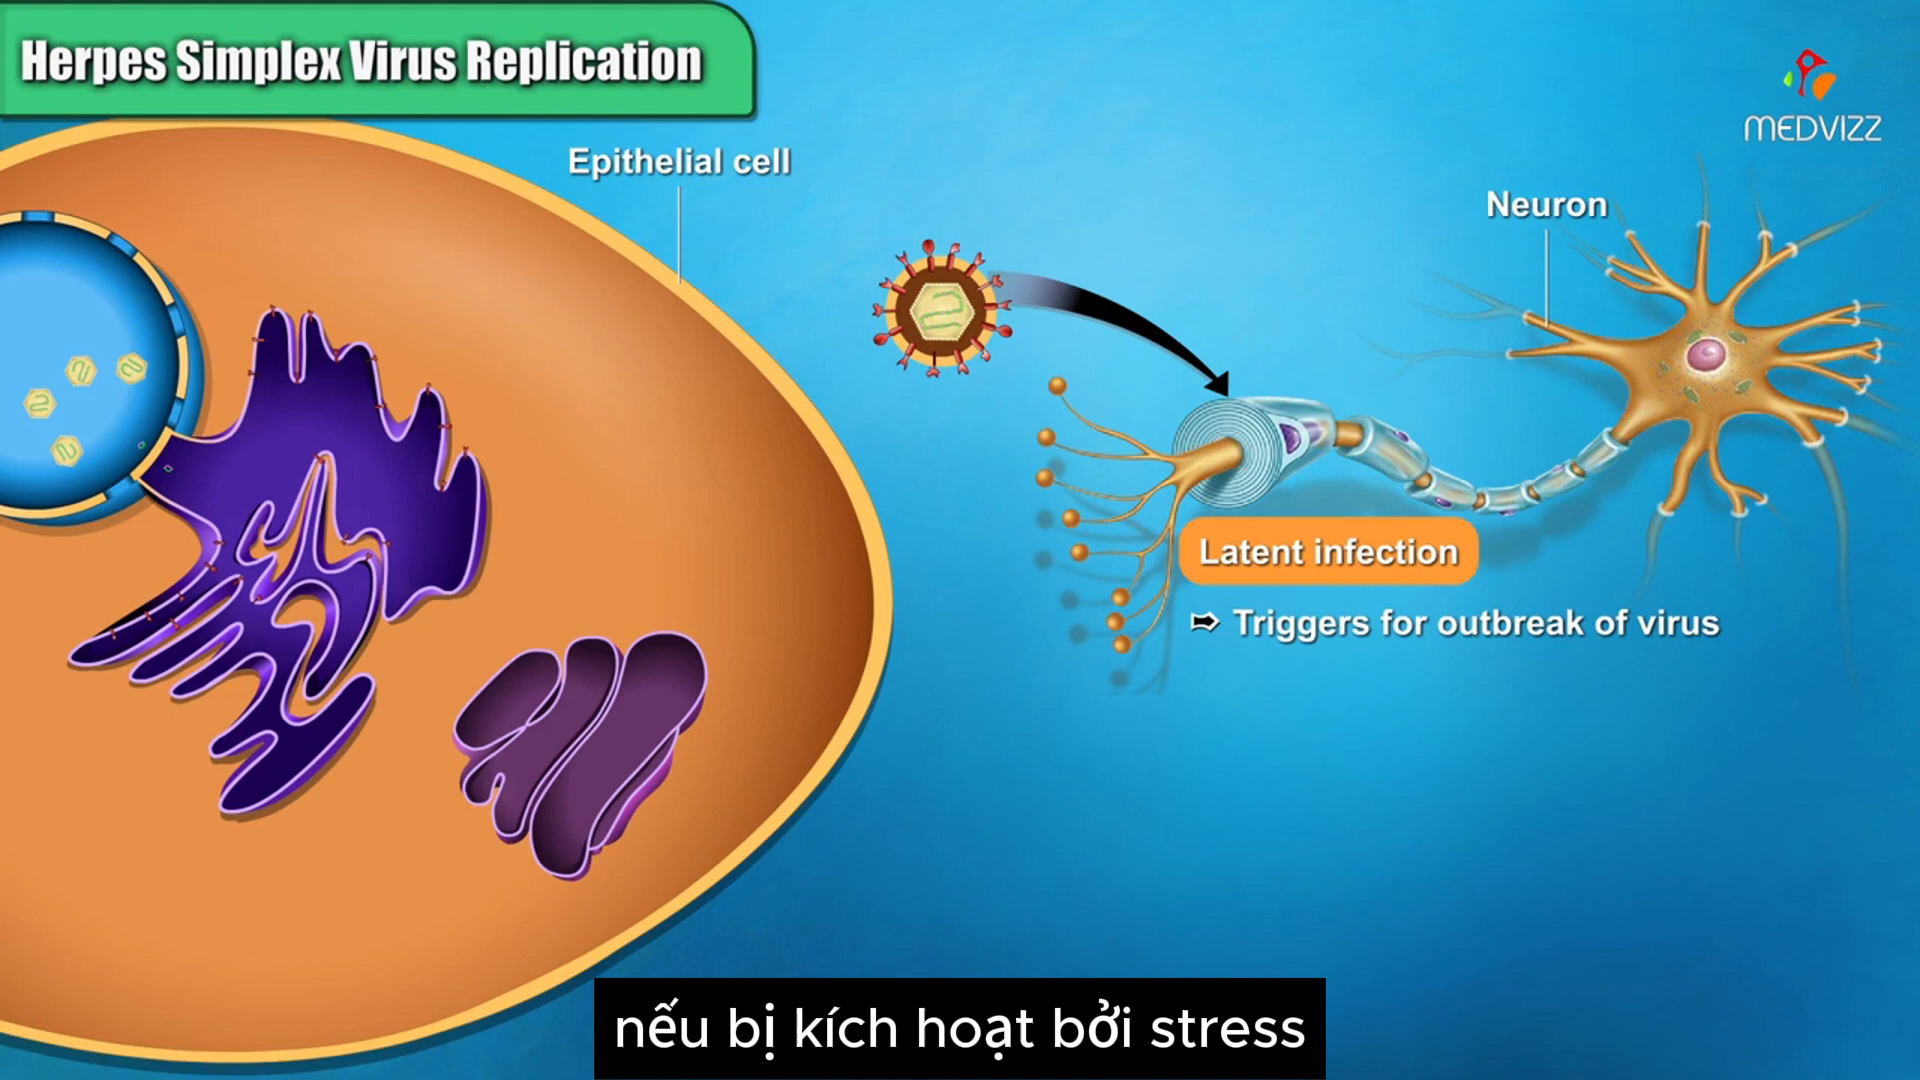 Herpes Simplex Virus Replication
MEDVIZZ
Epithelial cell
Neuron
Latent infection
➩ Triggers for outbreak of virus
nếu bị kích hoạt bởi stress